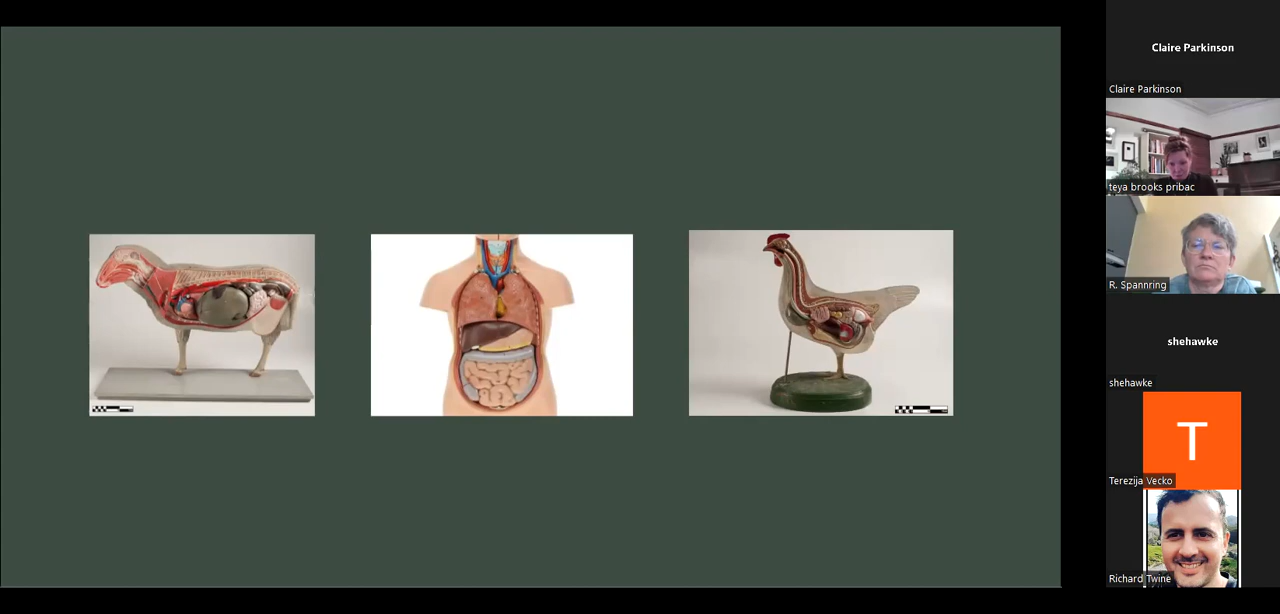 Claire Parkinson
Claire Parkinson
teya brooks pribac
R. Spannring
shehawke
shehawke
T
Terezija Vecko
Richard Twine